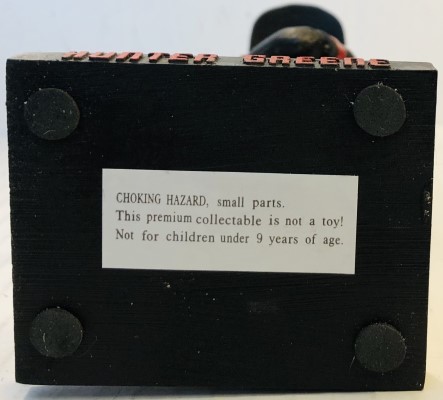 HUNTER GREENE
CHOKING HAZARD, small parts.
This premium collectable is not a toy!
Not for children under 9 years of age.